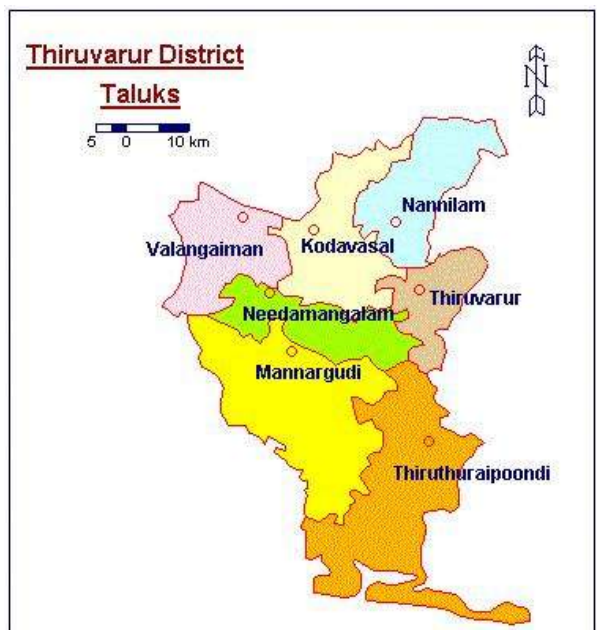 Thiruvarur District
Taluks
N
5 0 10 km
Nannilam
Kodavasal
Valangaiman
Thiruvarur
Needamangalam
Mannargudi
Thiruthuraipoondi